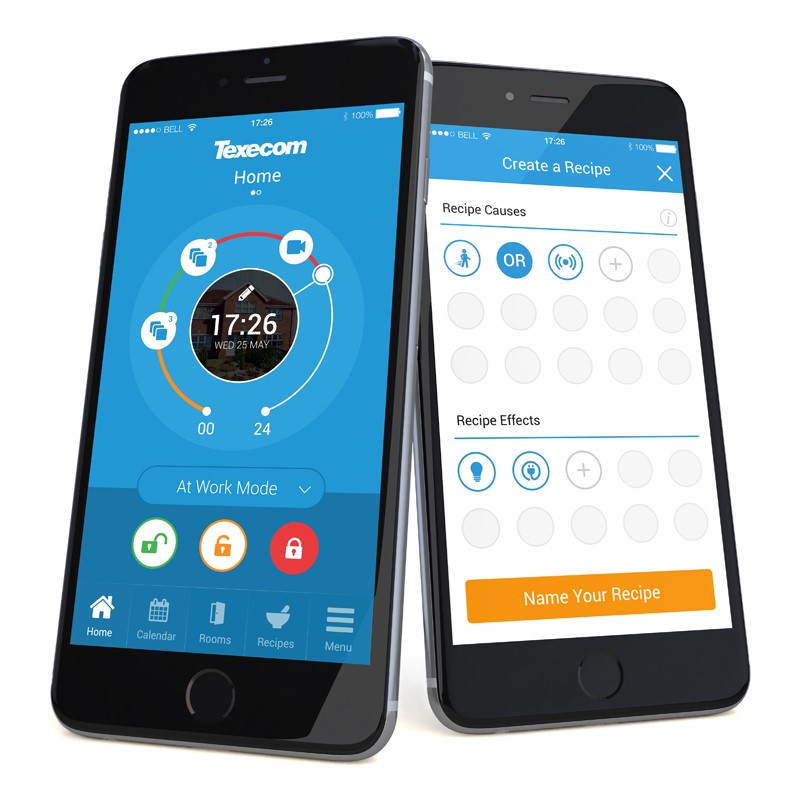 BELL
17:26
100%
Texecom
Home
2
3
17:26
WED 25 MAY
00
24
At Work Mode
Home
Calendar
Rooms
Recipes
Menu
BELL
17:26
100%
Create a Recipe
Recipe Causes
i
OR
Recipe Effects
Name Your Recipe